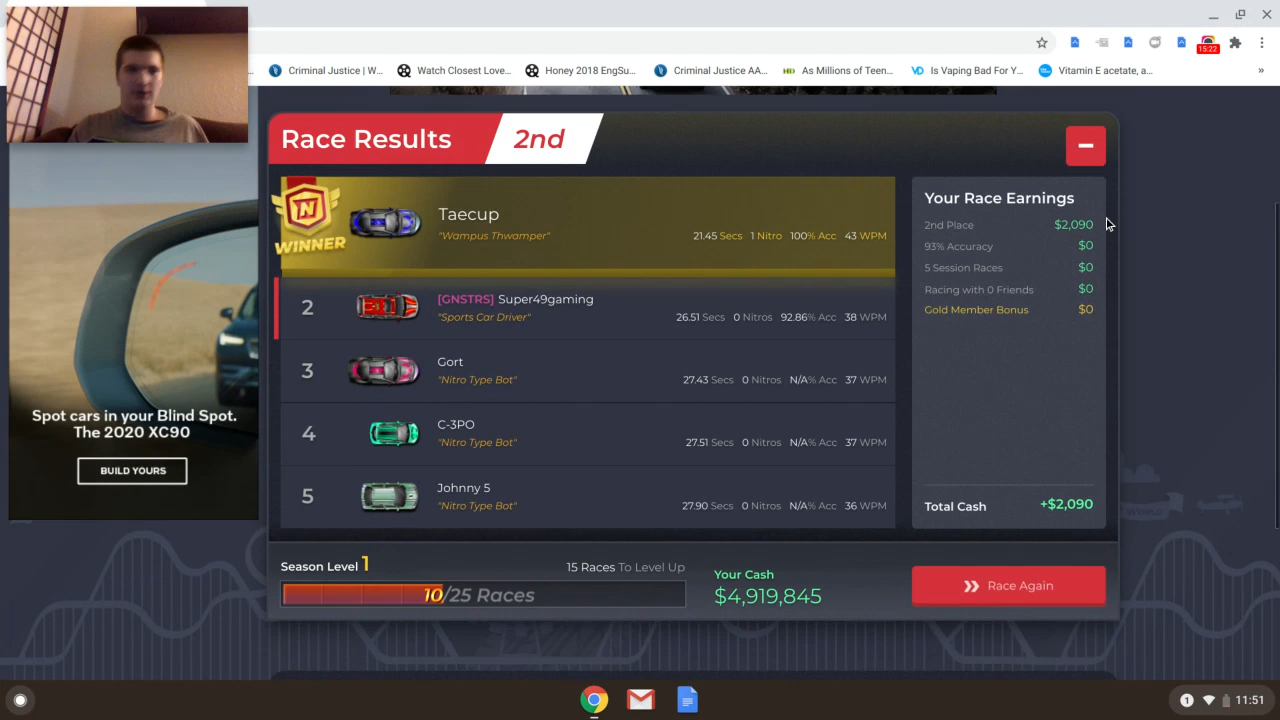 15:22
Criminal Justice | W...
Watch Closest Love...
Honey 2018 EngSu...
Criminal Justice AA...
HD
As Millions of Teen...
VD
Is Vaping Bad For Y...
Vitamin E acetate, a...
»
Race Results
2nd
N
WINNER
Taecup
"Wampus Thwamper"
21.45 Secs 1 Nitro 100% Acc 43 WPM
2
[GNSTRS] Super49gaming
"Sports Car Driver"
26.51 Secs 0 Nitros 92.86% Acc 38 WPM
3
Gort
"Nitro Type Bot"
27.43 Secs 0 Nitros N/A% Acc 37 WPM
4
C-3PO
"Nitro Type Bot"
27.51 Secs 0 Nitros N/A% Acc 37 WPM
5
Johnny 5
"Nitro Type Bot"
27.90 Secs 0 Nitros N/A% Acc 36 WPM
Your Race Earnings
2nd Place $2,090
93% Accuracy $0
5 Session Races $0
Racing with 0 Friends $0
Gold Member Bonus $0
Total Cash +$2,090
Season Level 1
15 Races To Level Up
10/25 Races
Your Cash
$4,919,845
Race Again
Spot cars in your Blind Spot.
The 2020 XC90
BUILD YOURS
1
11:51